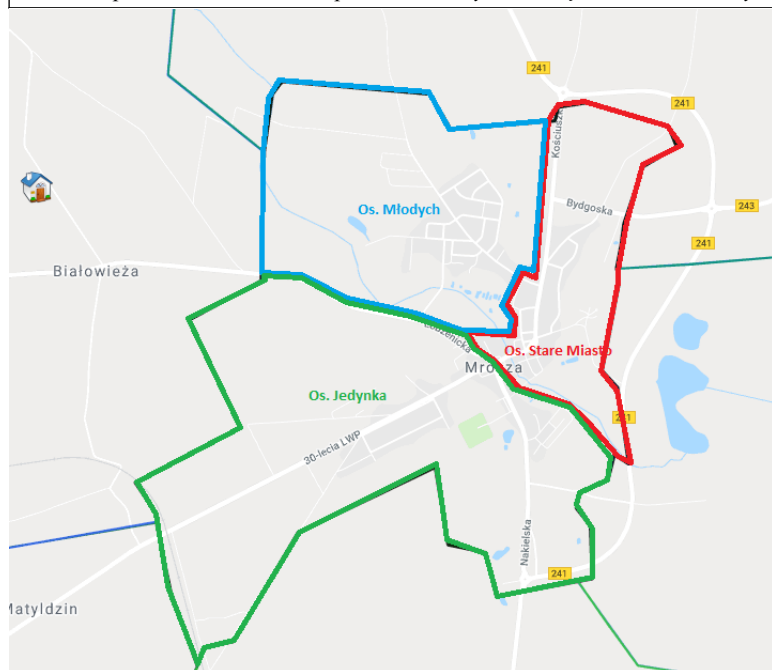 241
241
Kościuszki
Bydgoska
243
Os. Młodych
241
Białowieża
Os. Stare Miasto
Mrocza
Os. Jedynka
241
30-lecia LWP
Nakielska
241
Matyldzin